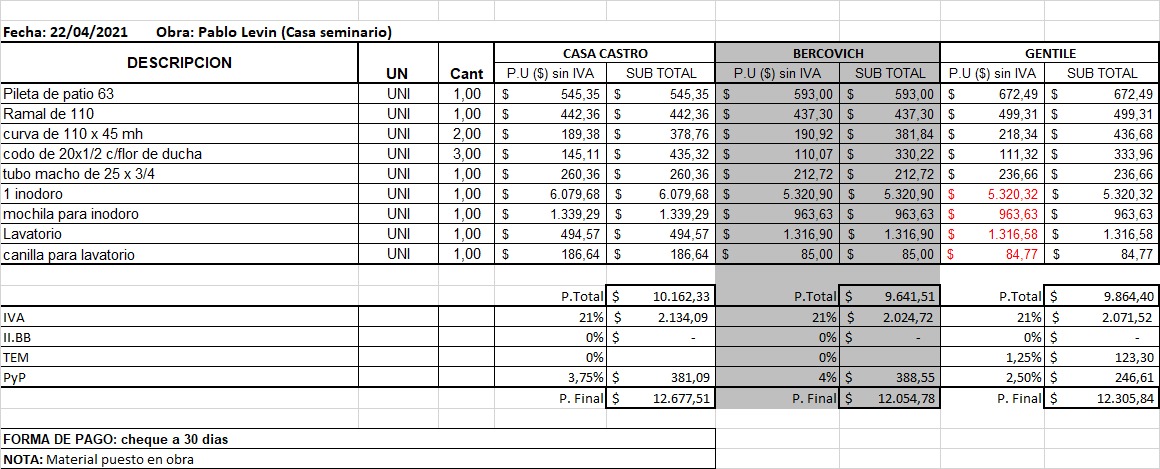 Fecha: 22/04/2021 Obra: Pablo Levin (Casa seminario)
DESCRIPCION UN Cant CASA CASTRO BERCOVICH GENTILE
P.U ($) sin IVA SUB TOTAL P.U ($) sin IVA SUB TOTAL P.U ($) sin IVA SUB TOTAL
Pileta de patio 63 UNI 1,00 $ 545,35 $ 545,35 $ 593,00 $ 593,00 $ 672,49 $ 672,49
Ramal de 110 UNI 1,00 $ 442,36 $ 442,36 $ 437,30 $ 437,30 $ 499,31 $ 499,31
curva de 110 x 45 mh UNI 2,00 $ 189,38 $ 378,76 $ 190,92 $ 381,84 $ 218,34 $ 436,68
codo de 20x1/2 c/flor de ducha UNI 3,00 $ 145,11 $ 435,32 $ 110,07 $ 330,22 $ 111,32 $ 333,96
tubo macho de 25 x 3/4 UNI 1,00 $ 260,36 $ 260,36 $ 212,72 $ 212,72 $ 236,66 $ 236,66
1 inodoro UNI 1,00 $ 6.079,68 $ 6.079,68 $ 5.320,90 $ 5.320,90 $ 5.320,32 $ 5.320,32
mochila para inodoro UNI 1,00 $ 1.339,29 $ 1.339,29 $ 963,63 $ 963,63 $ 963,63 $ 963,63
Lavatorio UNI 1,00 $ 494,57 $ 494,57 $ 1.316,90 $ 1.316,90 $ 1.316,58 $ 1.316,58
canilla para lavatorio UNI 1,00 $ 186,64 $ 186,64 $ 85,00 $ 85,00 $ 84,77 $ 84,77
P.Total $ 10.162,33 P.Total $ 9.641,51 P.Total $ 9.864,40
IVA 21% $ 2.134,09 21% $ 2.024,72 21% $ 2.071,52
II.BB 0% $ - 0% $ - 0% $ -
TEM 0% 0% 1,25% $ 123,30
PyP 3,75% $ 381,09 4% $ 388,55 2,50% $ 246,61
P. Final $ 12.677,51 P. Final $ 12.054,78 P. Final $ 12.305,84
FORMA DE PAGO: cheque a 30 dias
NOTA: Material puesto en obra